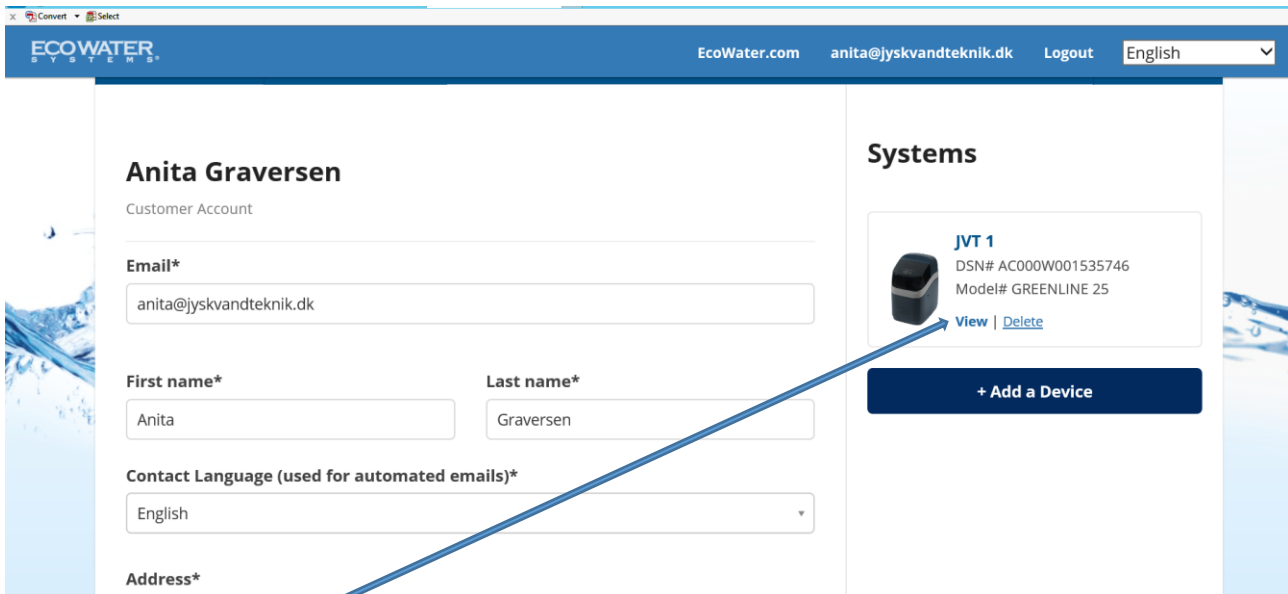 x Convert Select
ECOWATER
SYSTEMS®
EcoWater.com anita@jyskvandteknik.dk Logout English
Anita Graversen
Customer Account
Email*
anita@jyskvandteknik.dk
First name* Last name*
Anita Graversen
Contact Language (used for automated emails)*
English
Address*
Systems
JVT 1
DSN# AC000W001535746
Model# GREENLINE 25
View | Delete
+ Add a Device